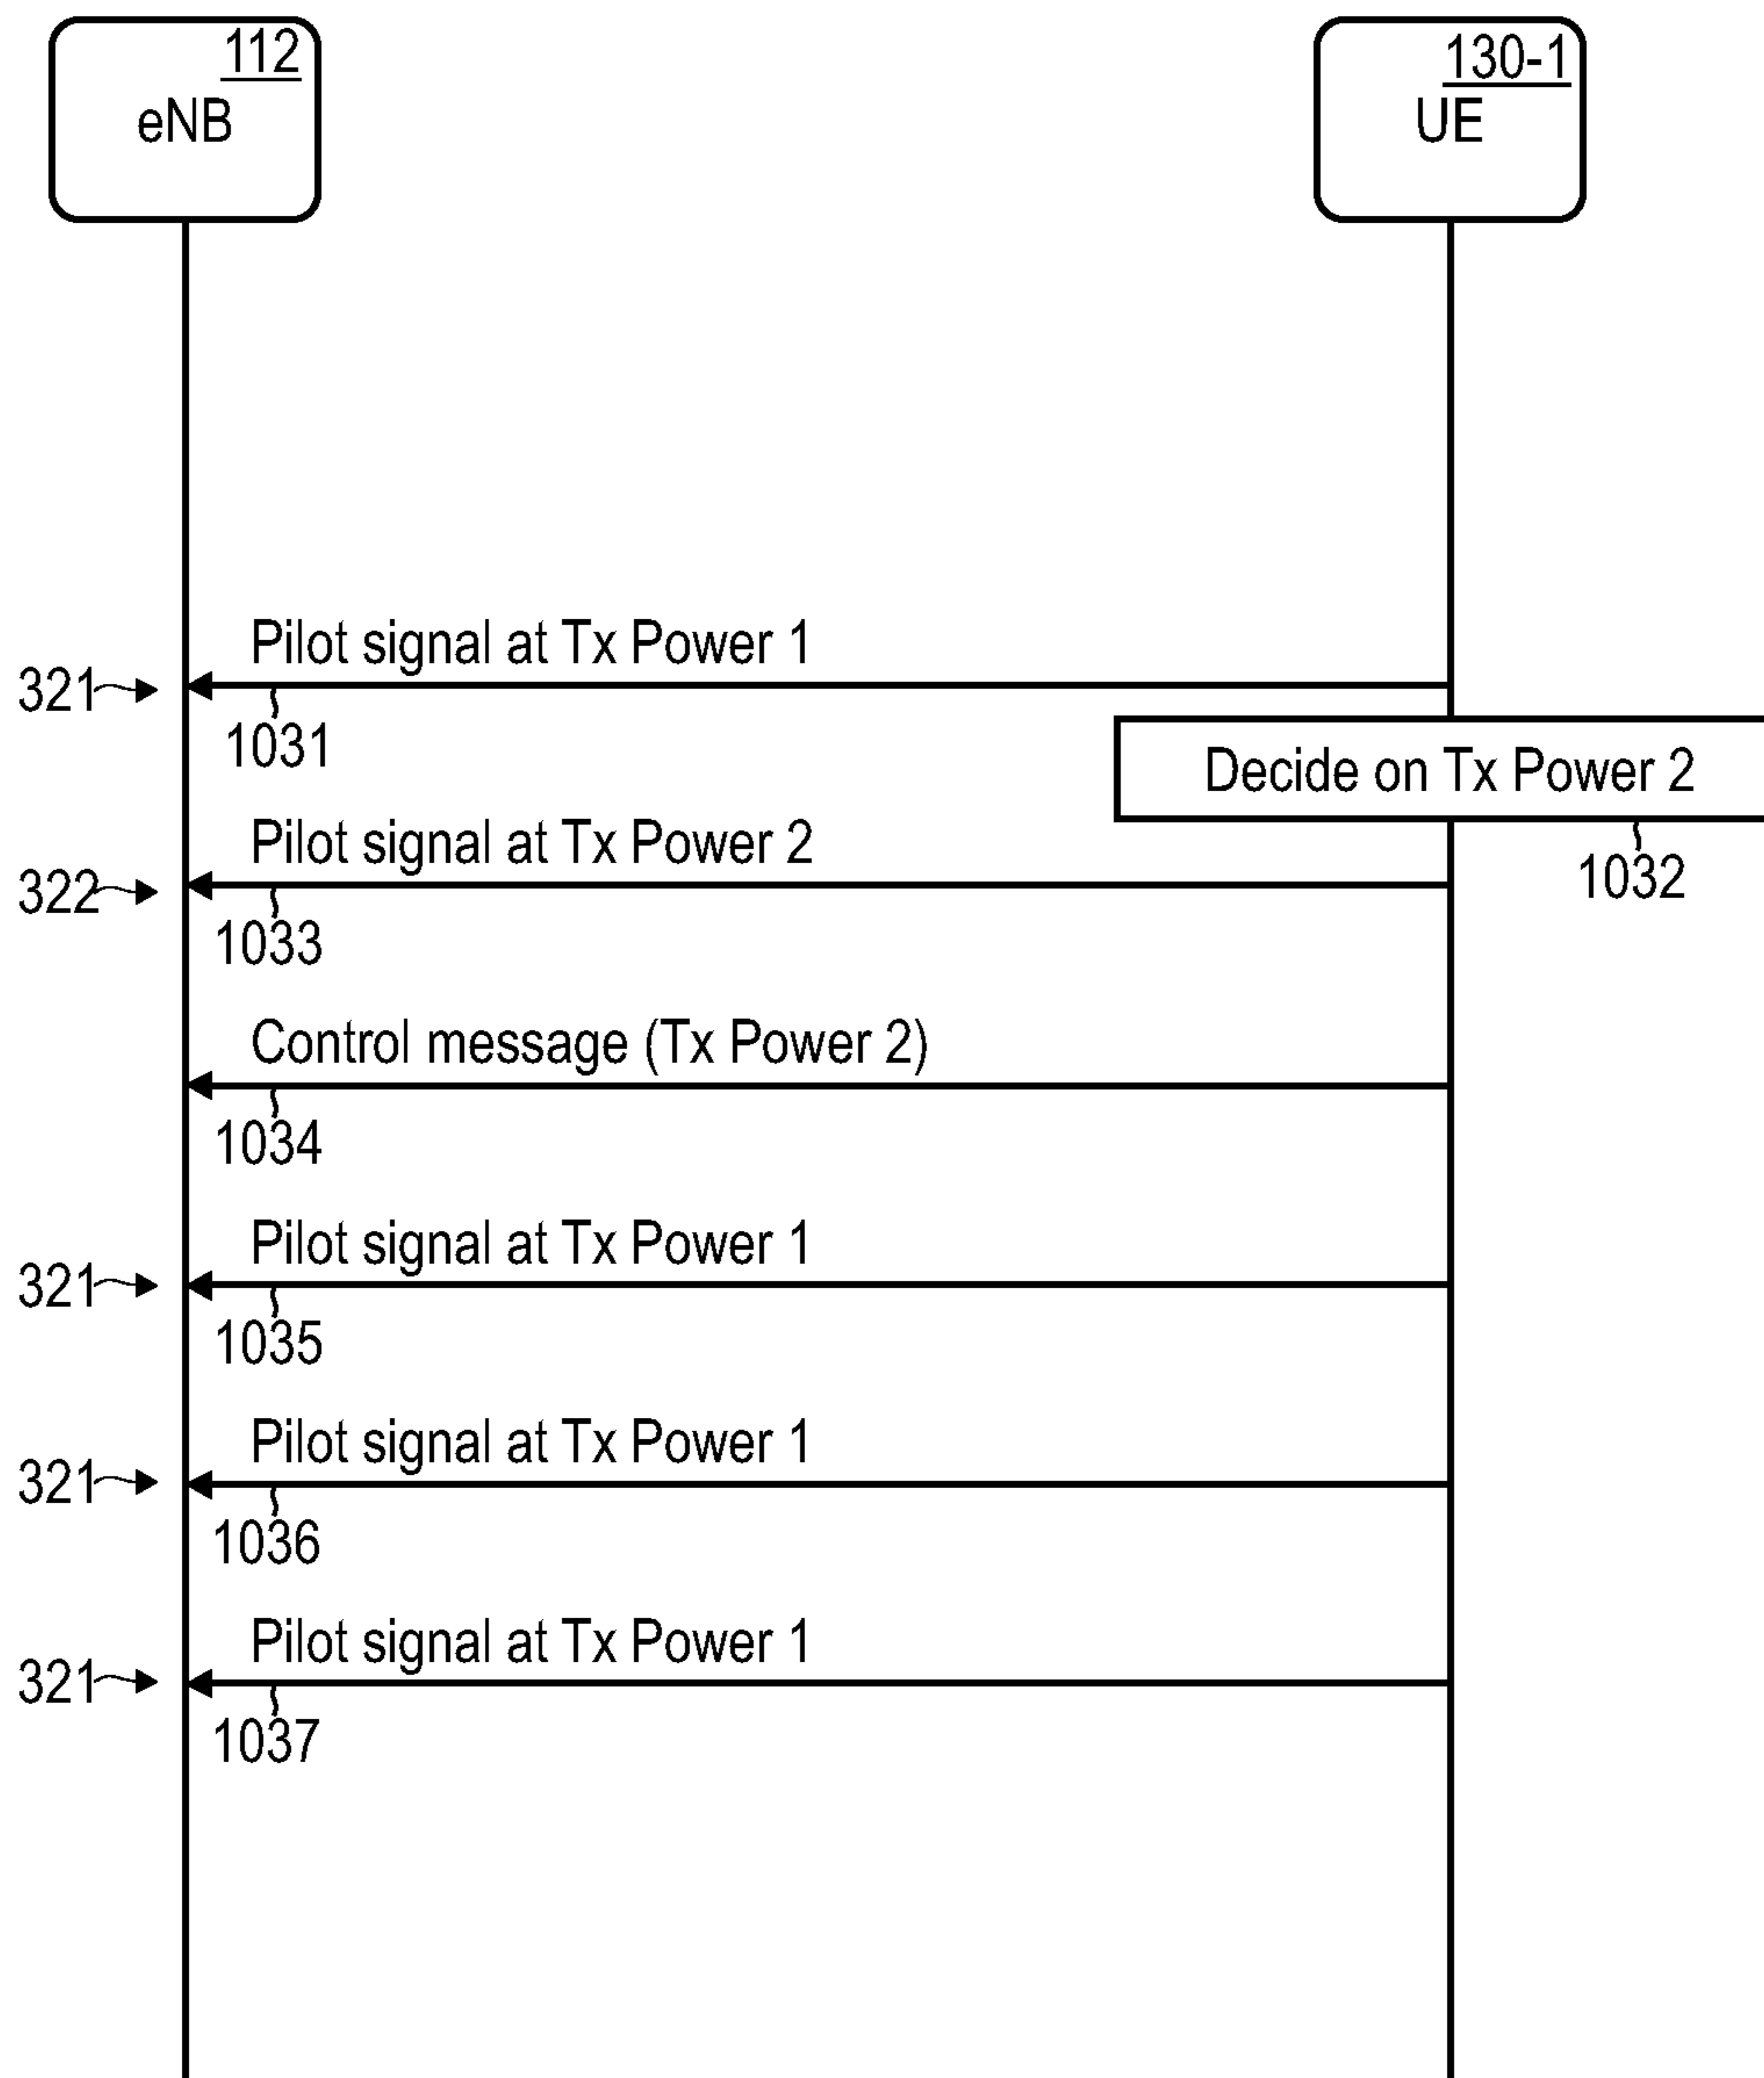 112
eNB
130-1
UE
Pilot signal at Tx Power 1
321
1031
Decide on Tx Power 2
1032
Pilot signal at Tx Power 2
322
1033
Control message (Tx Power 2)
1034
Pilot signal at Tx Power 1
321
1035
Pilot signal at Tx Power 1
321
1036
Pilot signal at Tx Power 1
321
1037